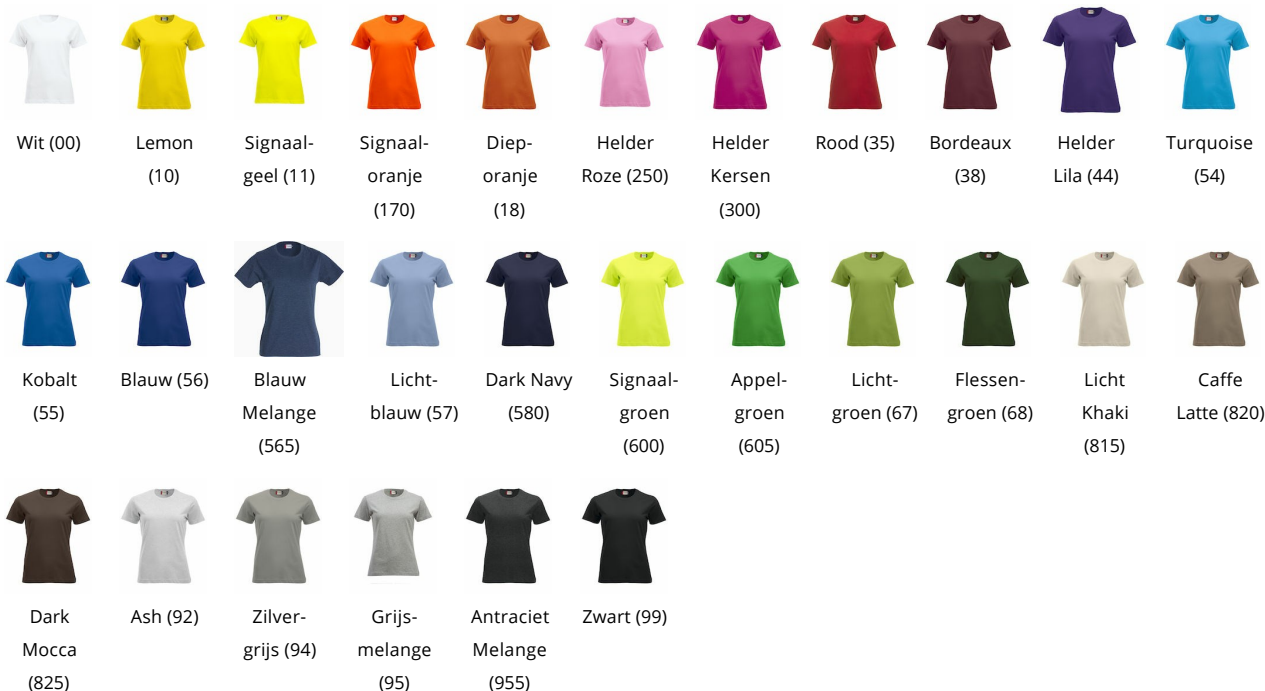 Wit (00)
Lemon
(10)
Signaal-
geel (11)
Signaal-
oranje
(170)
Diep-
oranje
(18)
Helder
Roze (250)
Helder
Kersen
(300)
Rood (35)
Bordeaux
(38)
Helder
Lila (44)
Turquoise
(54)
Kobalt
(55)
Blauw (56)
Blauw
Melange
(565)
Licht-
blauw (57)
Dark Navy
(580)
Signaal-
groen
(600)
Appel-
groen
(605)
Licht-
groen (67)
Flessen-
groen (68)
Licht
Khaki
(815)
Caffe
Latte (820)
Dark
Mocca
(825)
Ash (92)
Zilver-
grijs (94)
Grijs-
melange
(95)
Antraciet
Melange
(955)
Zwart (99)